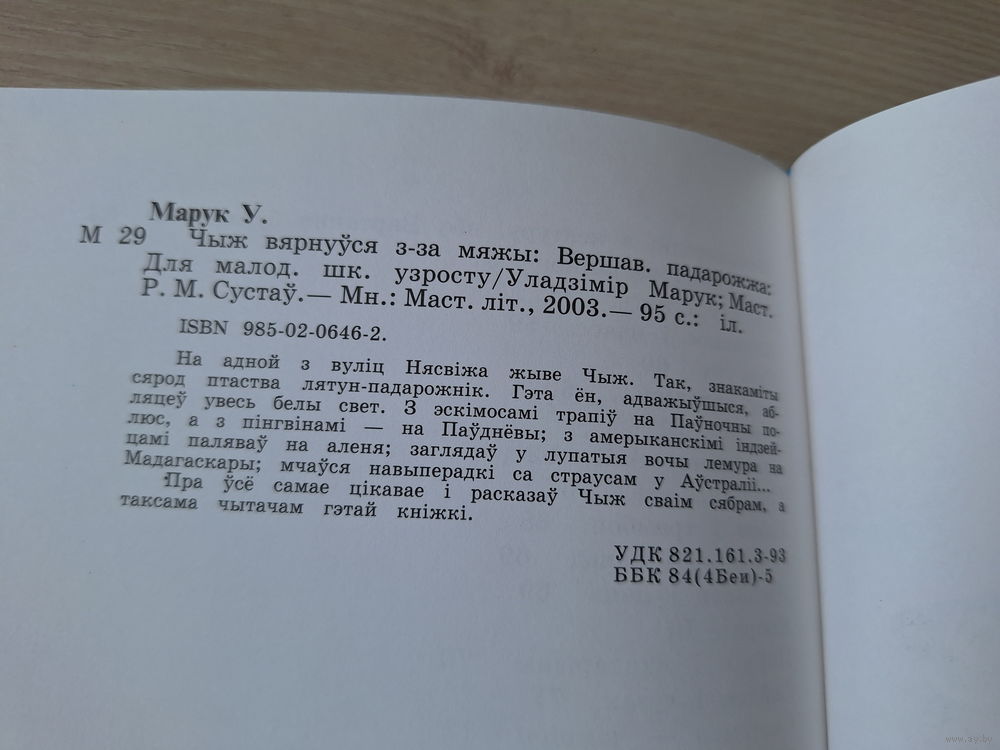 Марук У.
М 29 Чыж вярнуўся з-за мяжы: Вершав. падарожжа:
Для малод. шк. узросту/Уладзімір Марук; Маст.
Р. М. Сустаў.— Мн.: Маст. літ., 2003.— 95 с.: іл.
ISBN 985-02-0646-2.
На адной з вуліц Нясвіжа жыве Чыж. Так, знакаміты
сярод птаства лятун-падарожнік. Гэта ён, адважыўшыся, аб-
ляцеў увесь белы свет. З эскімосамі трапіў на Паўночны по-
люс, а з пінгвінамі — на Паўднёвы; з амерыканскімі індзей-
цамі паляваў на аленя; заглядаў у лупатыя вочы лемура на
Мадагаскары; мчаўся навыперадкі са страусам у Аўстраліі...
Пра ўсё самае цікавае і расказаў Чыж сваім сябрам, а
таксама чытачам гэтай кніжкі.
УДК 821.161.3-93
ББК 84(4Беи)-5
www.ay.by